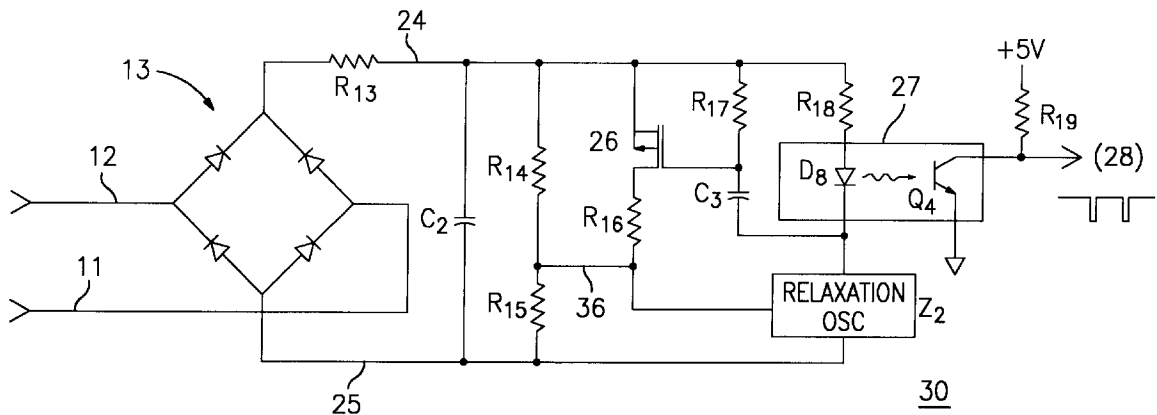 24
+5V
13
R13
27
R17
R18
R19
26
(28)
12
R14
D8
Q4
C3
R16
C2
11
36
R15
RELAXATION
OSC
Z2
25
30